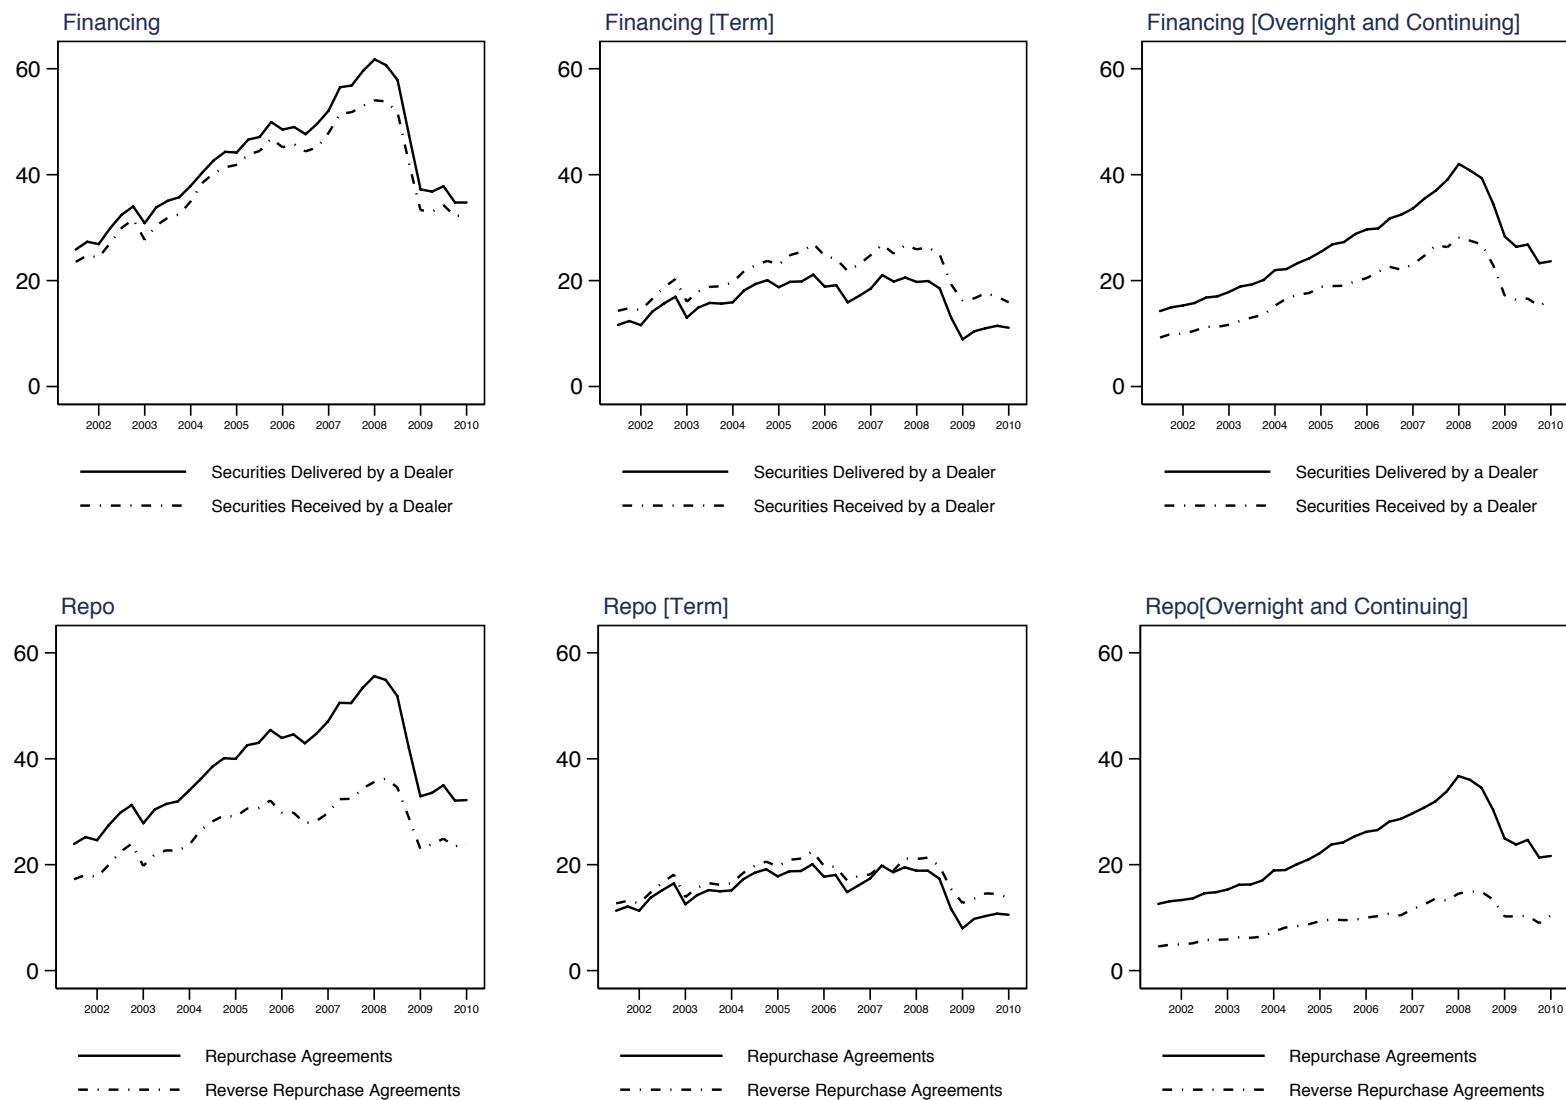 Financing
60
40
20
0
2002 2003 2004 2005 2006 2007 2008 2009 2010
Securities Delivered by a Dealer
Securities Received by a Dealer
Financing [Term]
60
40
20
0
2002 2003 2004 2005 2006 2007 2008 2009 2010
Securities Delivered by a Dealer
Securities Received by a Dealer
Financing [Overnight and Continuing]
60
40
20
0
2002 2003 2004 2005 2006 2007 2008 2009 2010
Securities Delivered by a Dealer
Securities Received by a Dealer
Repo
60
40
20
0
2002 2003 2004 2005 2006 2007 2008 2009 2010
Repurchase Agreements
Reverse Repurchase Agreements
Repo [Term]
60
40
20
0
2002 2003 2004 2005 2006 2007 2008 2009 2010
Repurchase Agreements
Reverse Repurchase Agreements
Repo[Overnight and Continuing]
60
40
20
0
2002 2003 2004 2005 2006 2007 2008 2009 2010
Repurchase Agreements
Reverse Repurchase Agreements